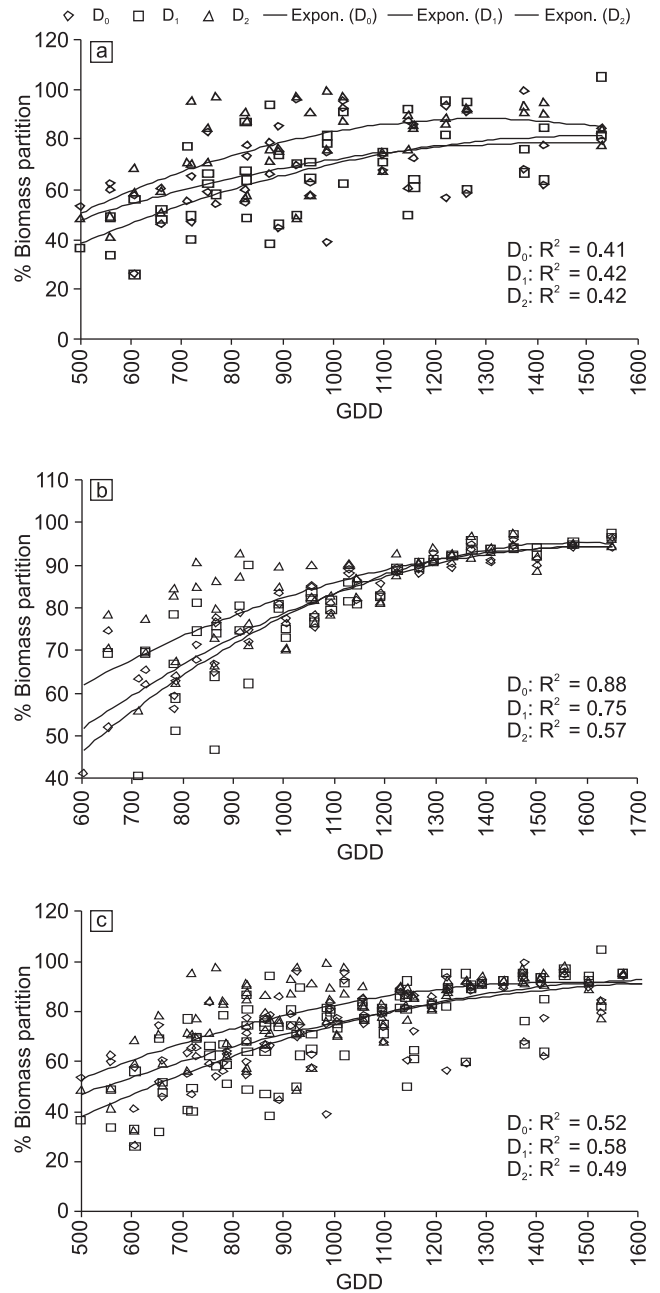 D₀ D₁ D₂ Expon. (D₀) Expon. (D₁) Expon. (D₂)
a
% Biomass partition
120
100
80
60
40
20
0
D₀: R² = 0.41
D₁: R² = 0.42
D₂: R² = 0.42
500 600 700 800 900 1000 1100 1200 1300 1400 1500 1600
GDD
b
% Biomass partition
110
100
90
80
70
60
50
40
D₀: R² = 0.88
D₁: R² = 0.75
D₂: R² = 0.57
600 700 800 900 1000 1100 1200 1300 1400 1500 1600 1700
GDD
c
% Biomass partition
120
100
80
60
40
20
0
D₀: R² = 0.52
D₁: R² = 0.58
D₂: R² = 0.49
500 600 700 800 900 1000 1100 1200 1300 1400 1500 1600
GDD